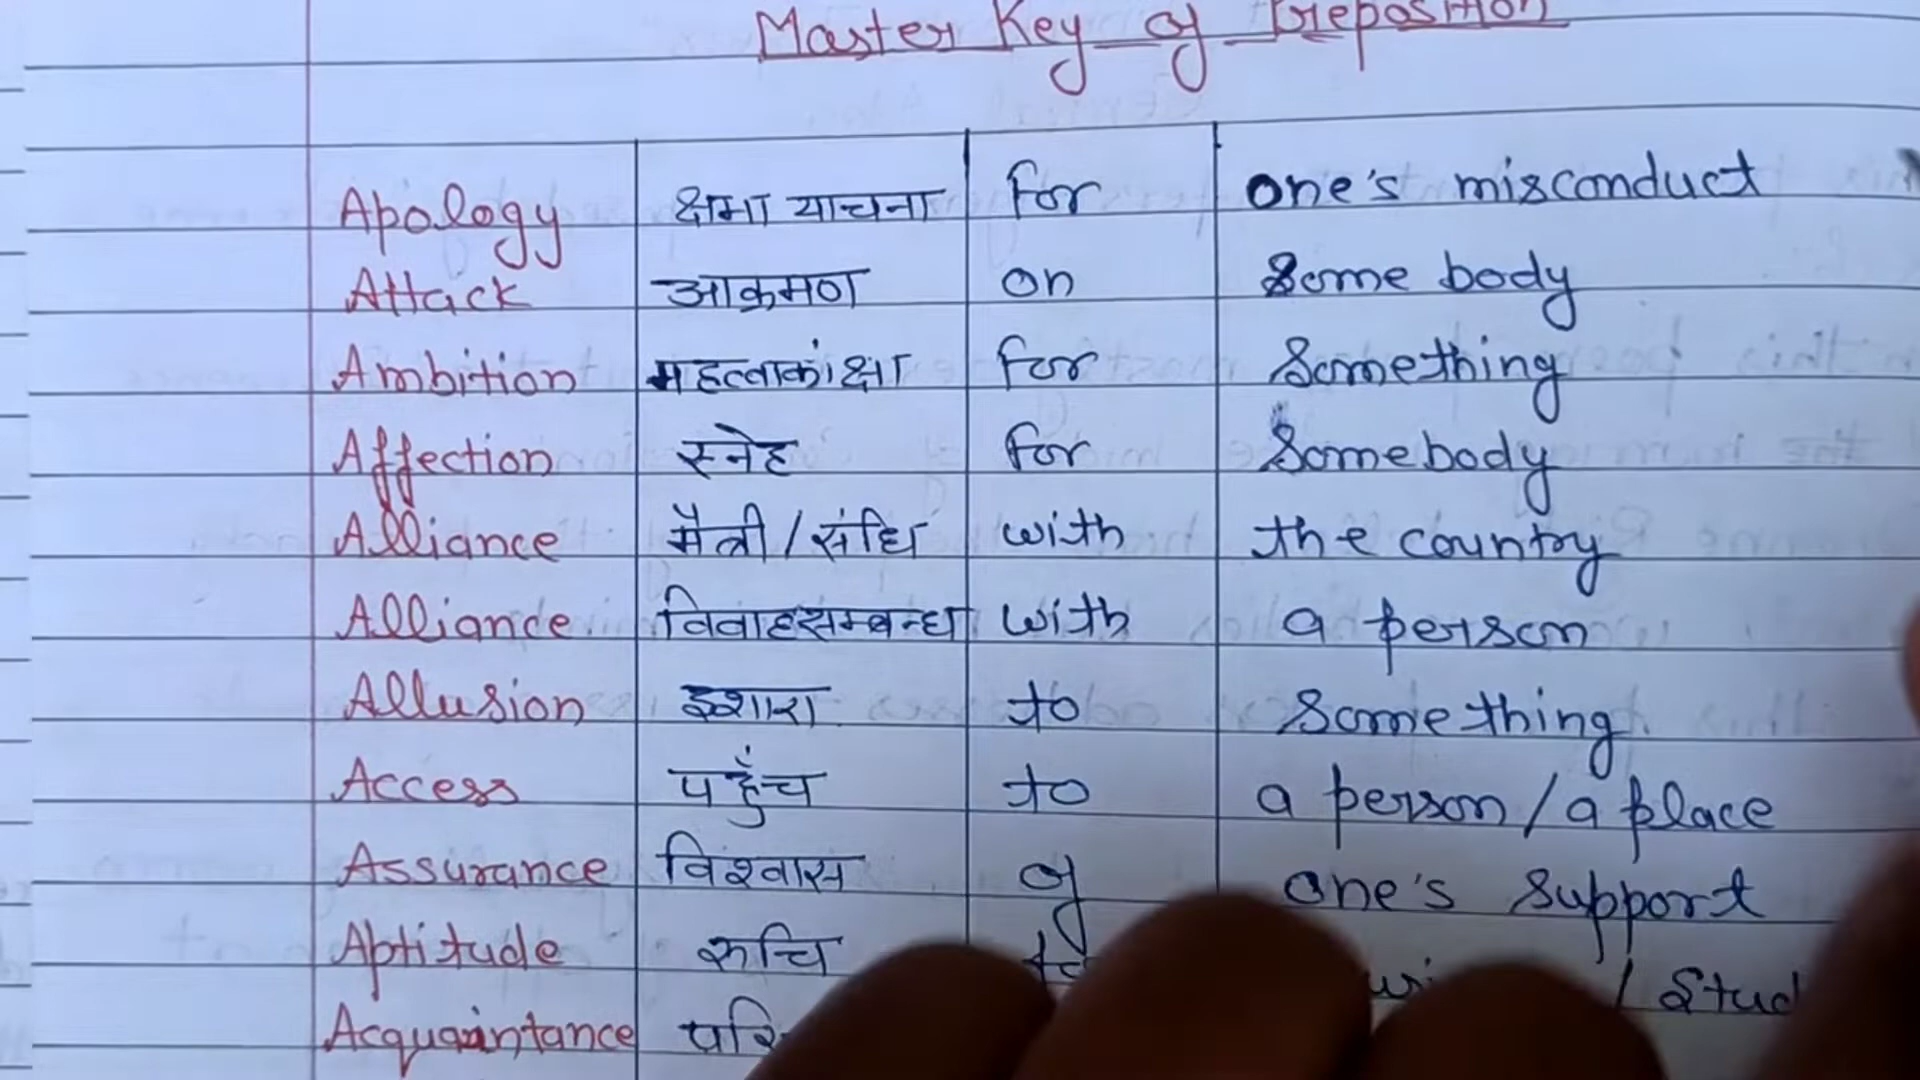 Master Key of Preposition
Apology क्षमा याचना for one's misconduct
Attack आक्रमण on Some body
Ambition महत्वाकांक्षा for Something
Affection स्नेह for Somebody
Alliance मैत्री / संधि with the country
Alliance विवाहसम्बन्ध with a person
Allusion इशारा to Something
Access पहुँच to a person / a place
Assurance विश्वास of one's support
Aptitude रूचि /
Acquaintance